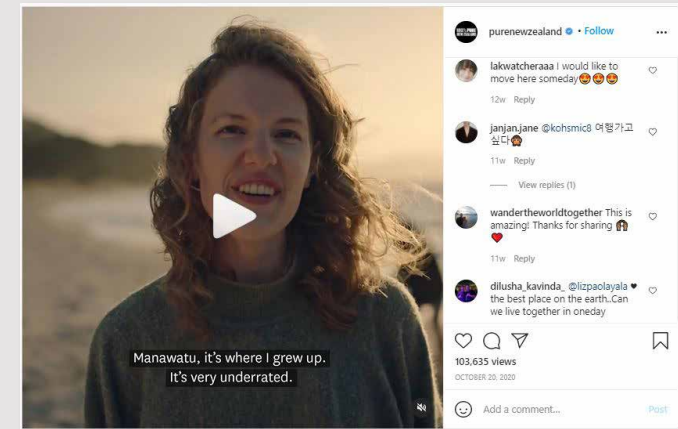 purenewzealand • Follow
lakwatcheraaa I would like to
move here someday😍😍😍
12w Reply
janjan.jane @kohsmic8 여행가고
싶다🙊
11w Reply
View replies (1)
wandertheworldtogether This is
amazing! Thanks for sharing 🙌
❤️
11w Reply
dilusha_kavinda_ @lizpaolayala ♥
the best place on the earth..Can
we live together in oneday
Manawatu, it's where I grew up.
It's very underrated.
103,635 views
OCTOBER 20, 2020
Add a comment...
Post